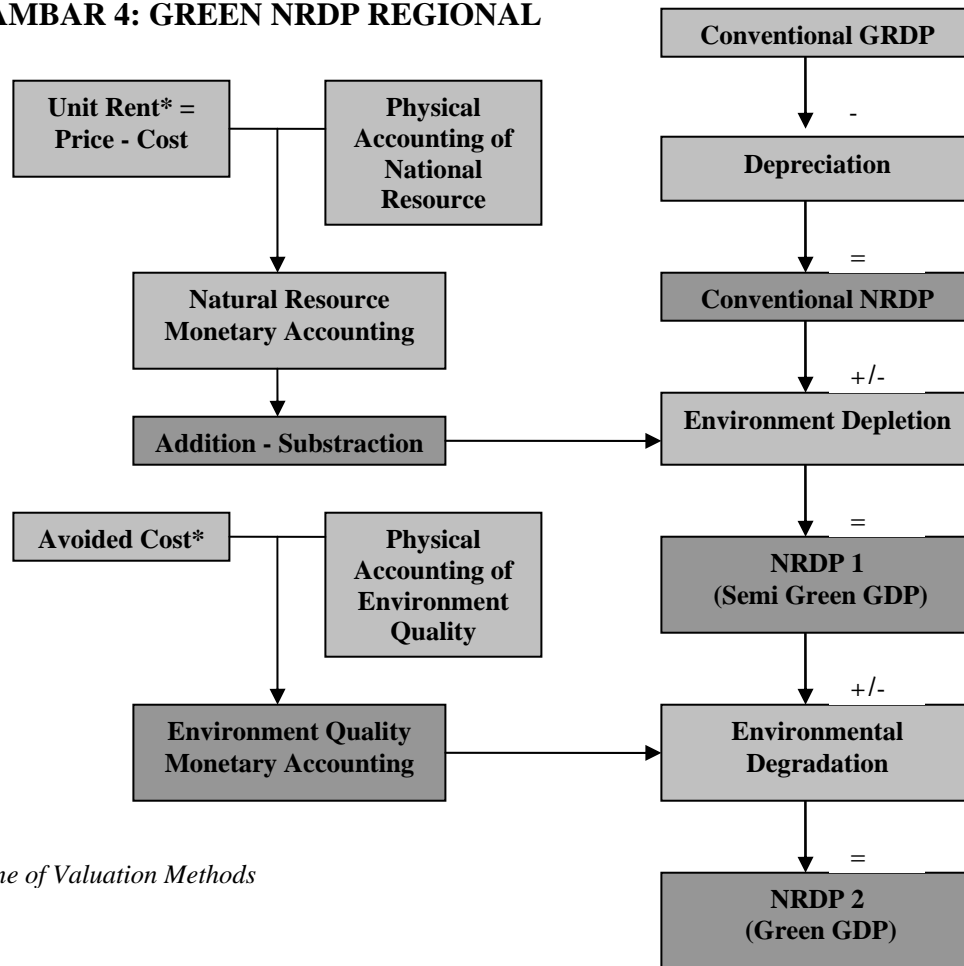 AMBAR 4: GREEN NRDP REGIONAL
Conventional GRDP
-
Unit Rent* =
Price - Cost
Physical
Accounting of
National
Resource
Depreciation
=
Natural Resource
Monetary Accounting
Conventional NRDP
+/-
Addition - Substraction
Environment Depletion
=
Avoided Cost*
Physical
Accounting of
Environment
Quality
NRDP 1
(Semi Green GDP)
+/-
Environment Quality
Monetary Accounting
Environmental
Degradation
=
ne of Valuation Methods
NRDP 2
(Green GDP)